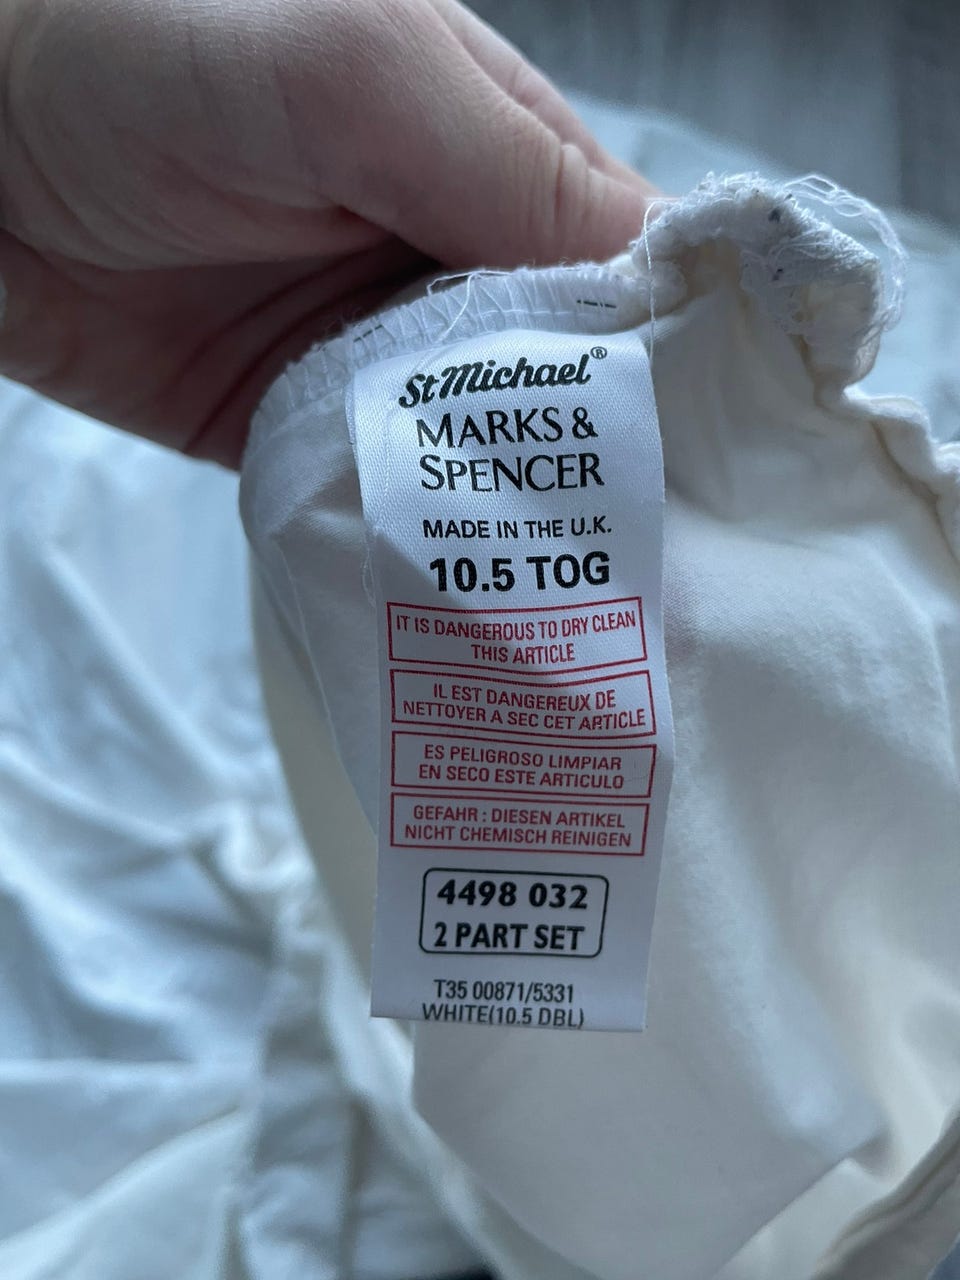 St Michael®
MARKS &
SPENCER
MADE IN THE U.K.
10.5 TOG
IT IS DANGEROUS TO DRY CLEAN
THIS ARTICLE
IL EST DANGEREUX DE
NETTOYER A SEC CET ARTICLE
ES PELIGROSO LIMPIAR
EN SECO ESTE ARTICULO
GEFAHR : DIESEN ARTIKEL
NICHT CHEMISCH REINIGEN
4498 032
2 PART SET
T35 00871/5331
WHITE(10.5 DBL)